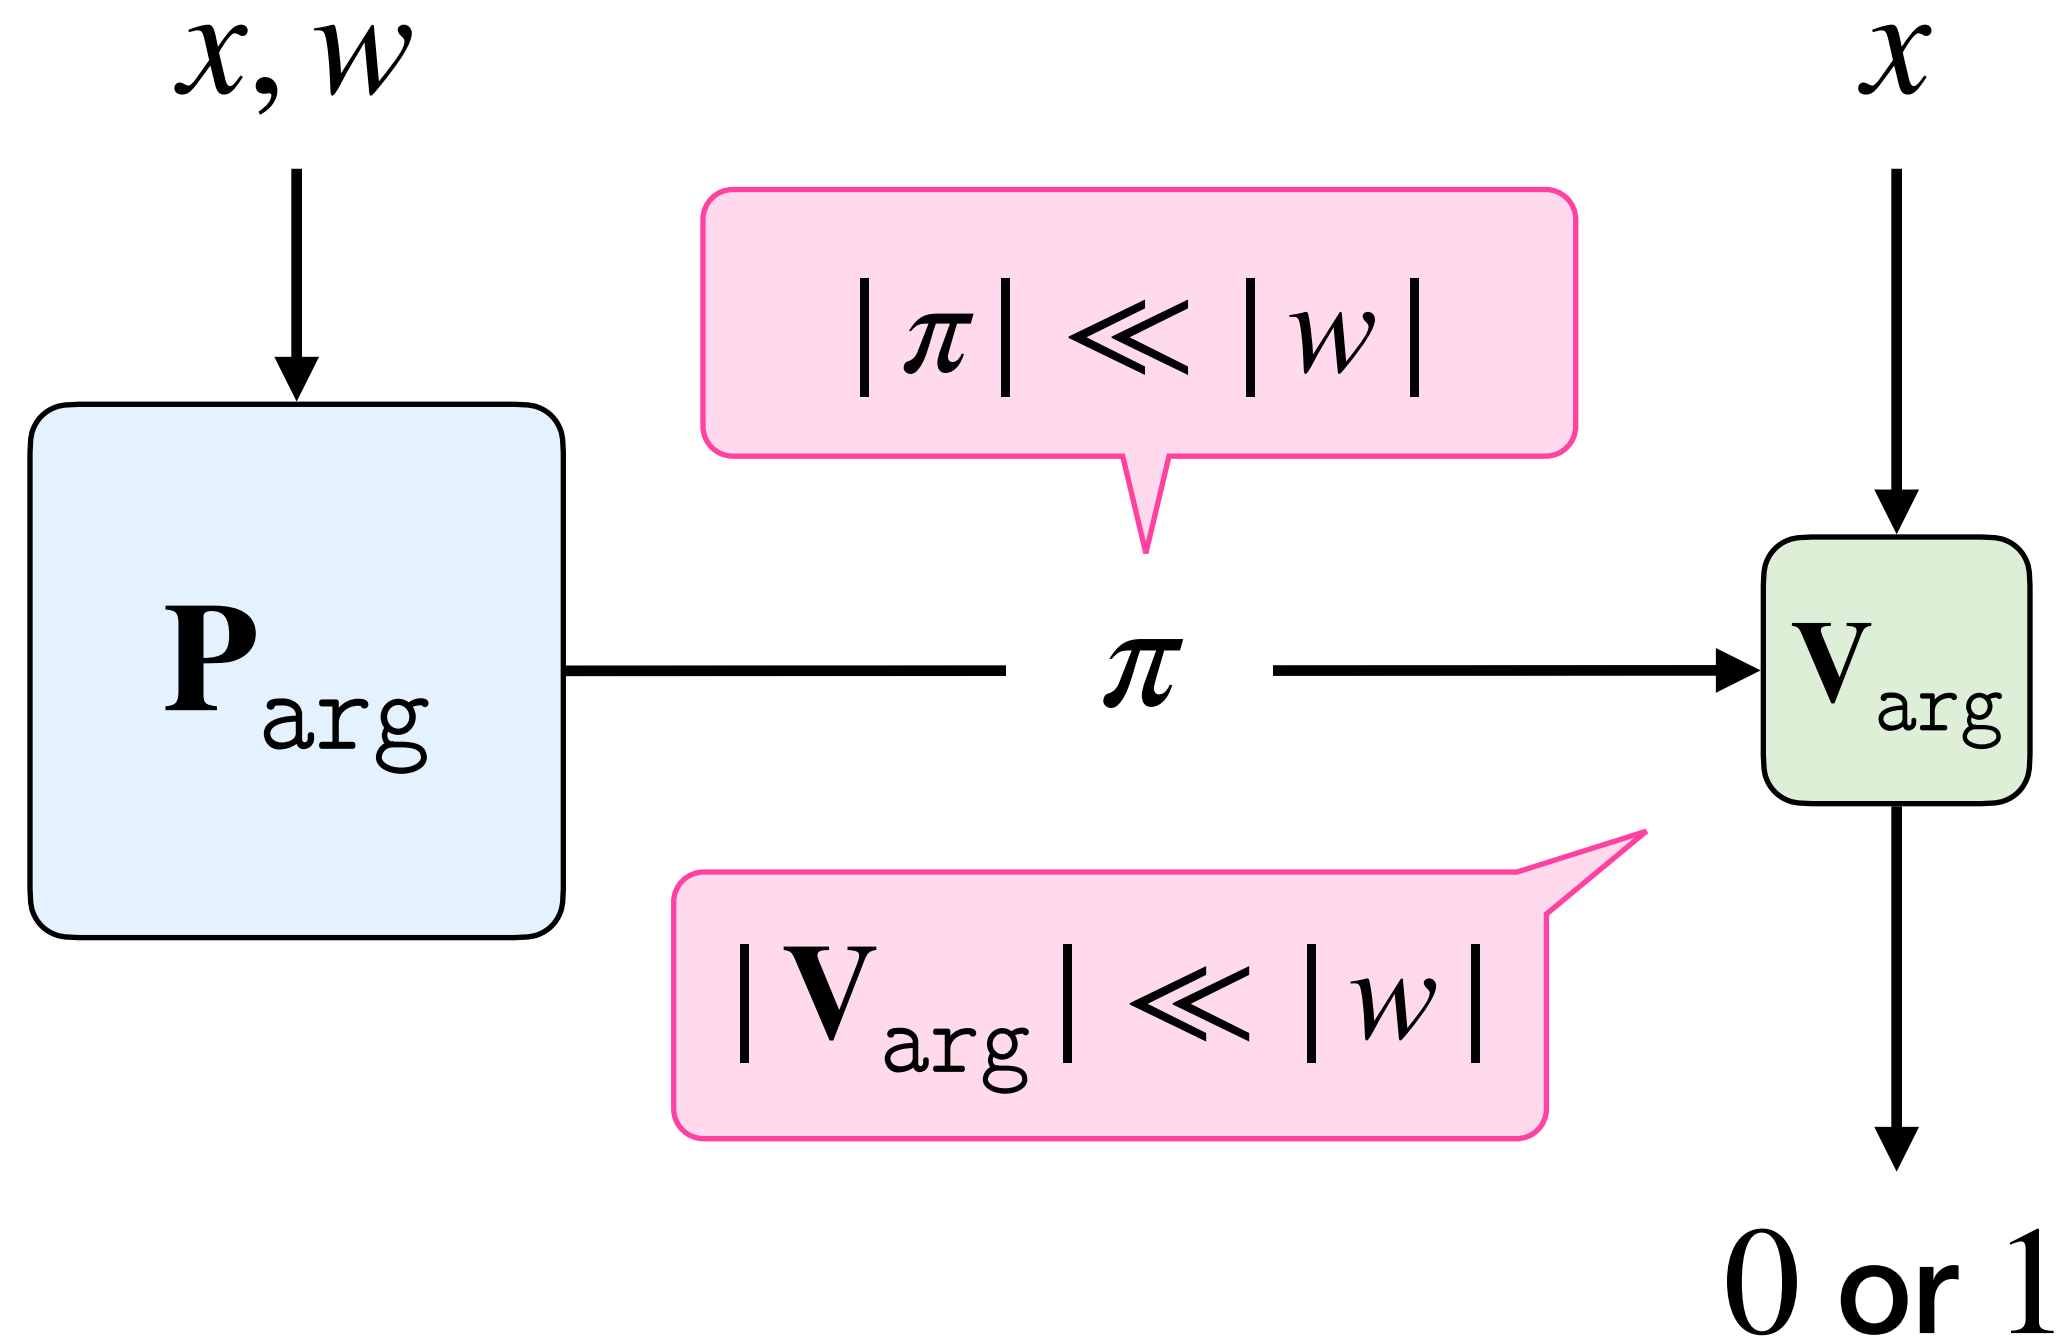 x, w
x
|π| ≪ |w|
P_arg
π
V_arg
|V_arg| ≪ |w|
0 or 1